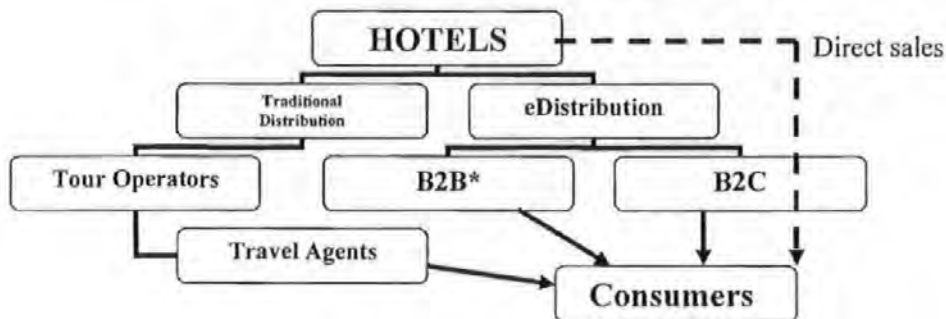 HOTELS
Direct sales
Traditional
Distribution
eDistribution
Tour Operators
B2B*
B2C
Travel Agents
Consumers